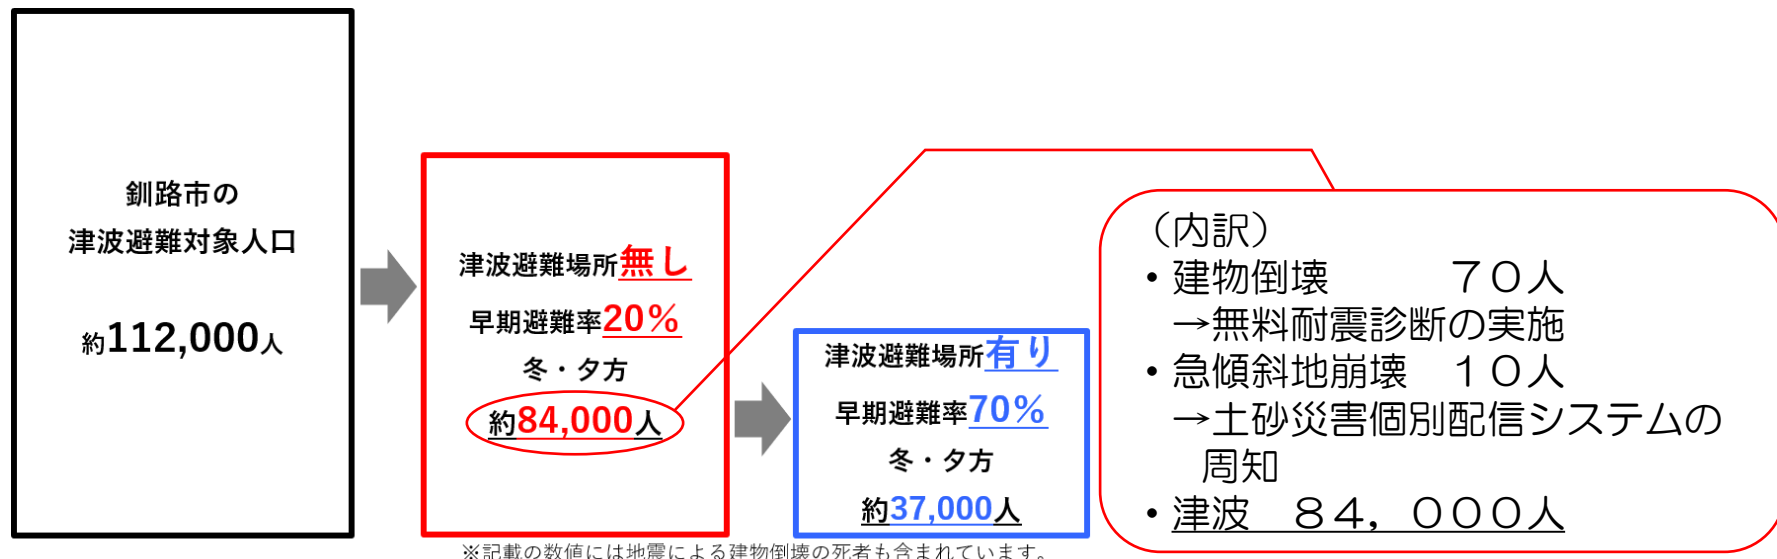 釧路市の
津波避難対象人口
約112,000人
津波避難場所無し
早期避難率20%
冬・夕方
約84,000人
津波避難場所有り
早期避難率70%
冬・夕方
約37,000人
※記載の数値には地震による建物倒壊の死者も含まれています。
（内訳）
・建物倒壊　　　７０人
→無料耐震診断の実施
・急傾斜地崩壊　１０人
→土砂災害個別配信システムの
周知
・津波　８４，０００人